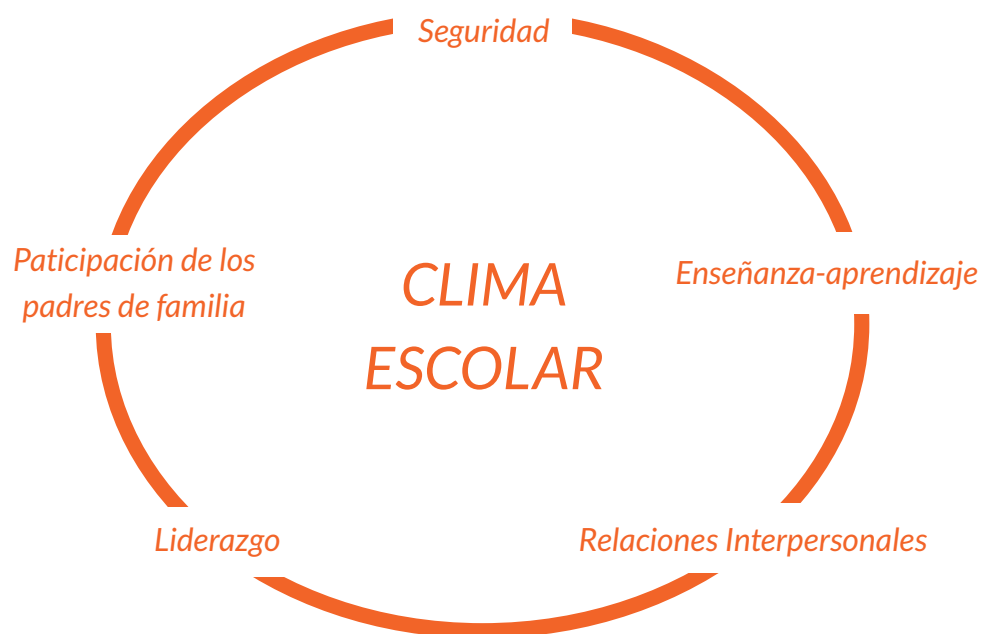 Seguridad
Paticipación de los
padres de familia
CLIMA
ESCOLAR
Enseñanza-aprendizaje
Liderazgo
Relaciones Interpersonales